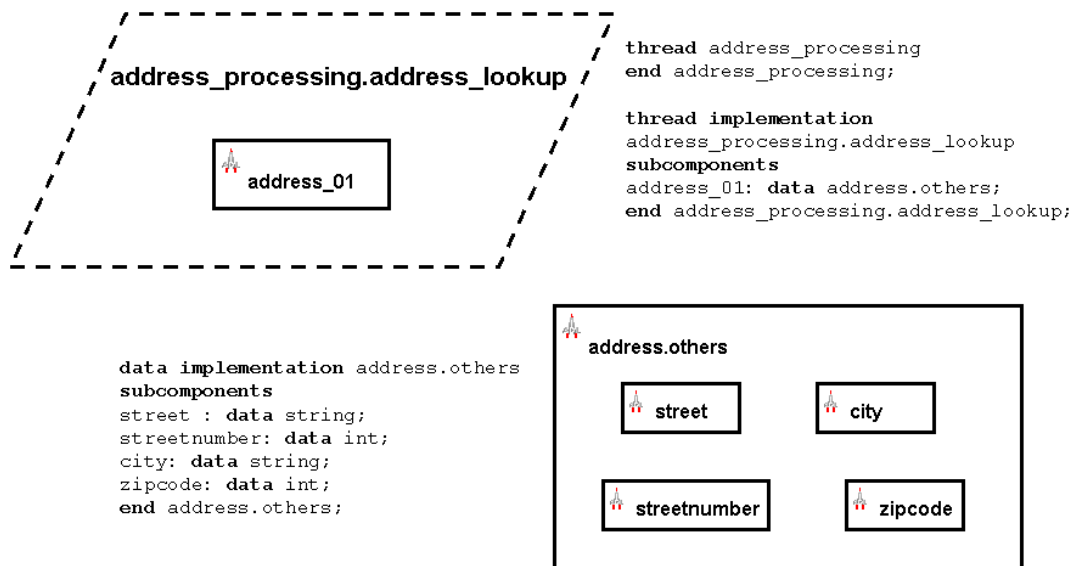 address_processing.address_lookup
address_01
thread address_processing
end address_processing;
thread implementation
address_processing.address_lookup
subcomponents
address_01: data address.others;
end address_processing.address_lookup;
data implementation address.others
subcomponents
street : data string;
streetnumber: data int;
city: data string;
zipcode: data int;
end address.others;
address.others
street
city
streetnumber
zipcode